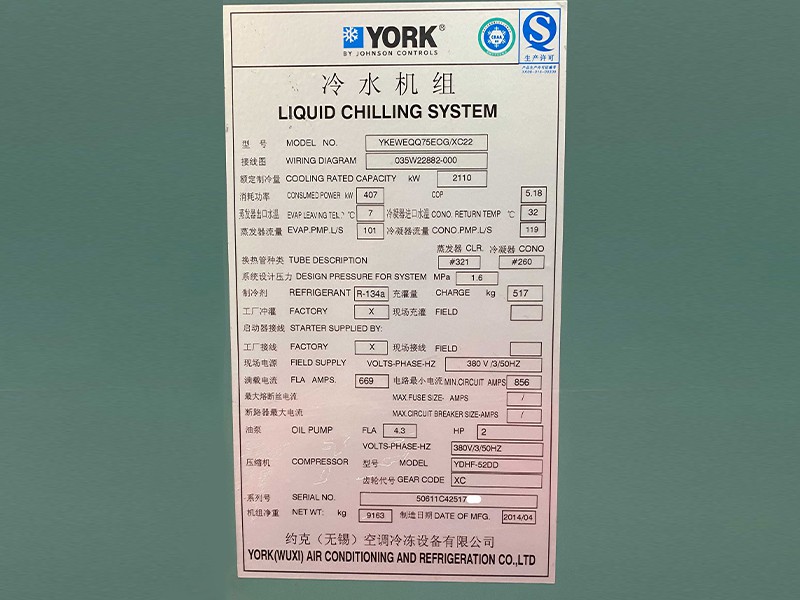 YORK®
BY JOHNSON CONTROLS
CRAA
生产许可
冷水机组
LIQUID CHILLING SYSTEM
型 号 MODEL NO. YKEWEQQ75EOG/XC22
接线图 WIRING DIAGRAM 035W22882-000
额定制冷量 COOLING RATED CAPACITY kW 2110
消耗功率 CONSUMED POWER kW 407 COP 5.18
蒸发器出口水温 EVAP LEAVING TEMP ℃ 7 冷凝器进口水温 CONO. RETURN TEMP ℃ 32
蒸发器流量 EVAP.PMP.L/S 101 冷凝器流量 CONO.PMP.L/S 119
蒸发器 CLR. 冷凝器 CONO
换热管种类 TUBE DESCRIPTION #321 #260
系统设计压力 DESIGN PRESSURE FOR SYSTEM MPa 1.6
制冷剂 REFRIGERANT R-134a 充灌量 CHARGE kg 517
工厂冲灌 FACTORY X 现场充灌 FIELD
启动器接线 STARTER SUPPLIED BY:
工厂接线 FACTORY X 现场接线 FIELD
现场电源 FIELD SUPPLY VOLTS-PHASE-HZ 380 V /3/50HZ
满载电流 FLA AMPS. 669 电路最小电流 MIN.CIRCUIT AMPS 856
最大熔断丝电流 MAX.FUSE SIZE- AMPS /
断路器最大电流 MAX.CIRCUIT BREAKER SIZE-AMPS /
油泵 OIL PUMP FLA 4.3 HP 2
VOLTS-PHASE-HZ 380V/3/50HZ
压缩机 COMPRESSOR 型号 MODEL YDHF-52DD
齿轮代号 GEAR CODE XC
系列号 SERIAL NO. 50611C42517
机组净重 NET WT: kg 9163 制造日期 DATE OF MFG. 2014/04
约克（无锡）空调冷冻设备有限公司
YORK(WUXI) AIR CONDITIONING AND REFRIGERATION CO.,LTD